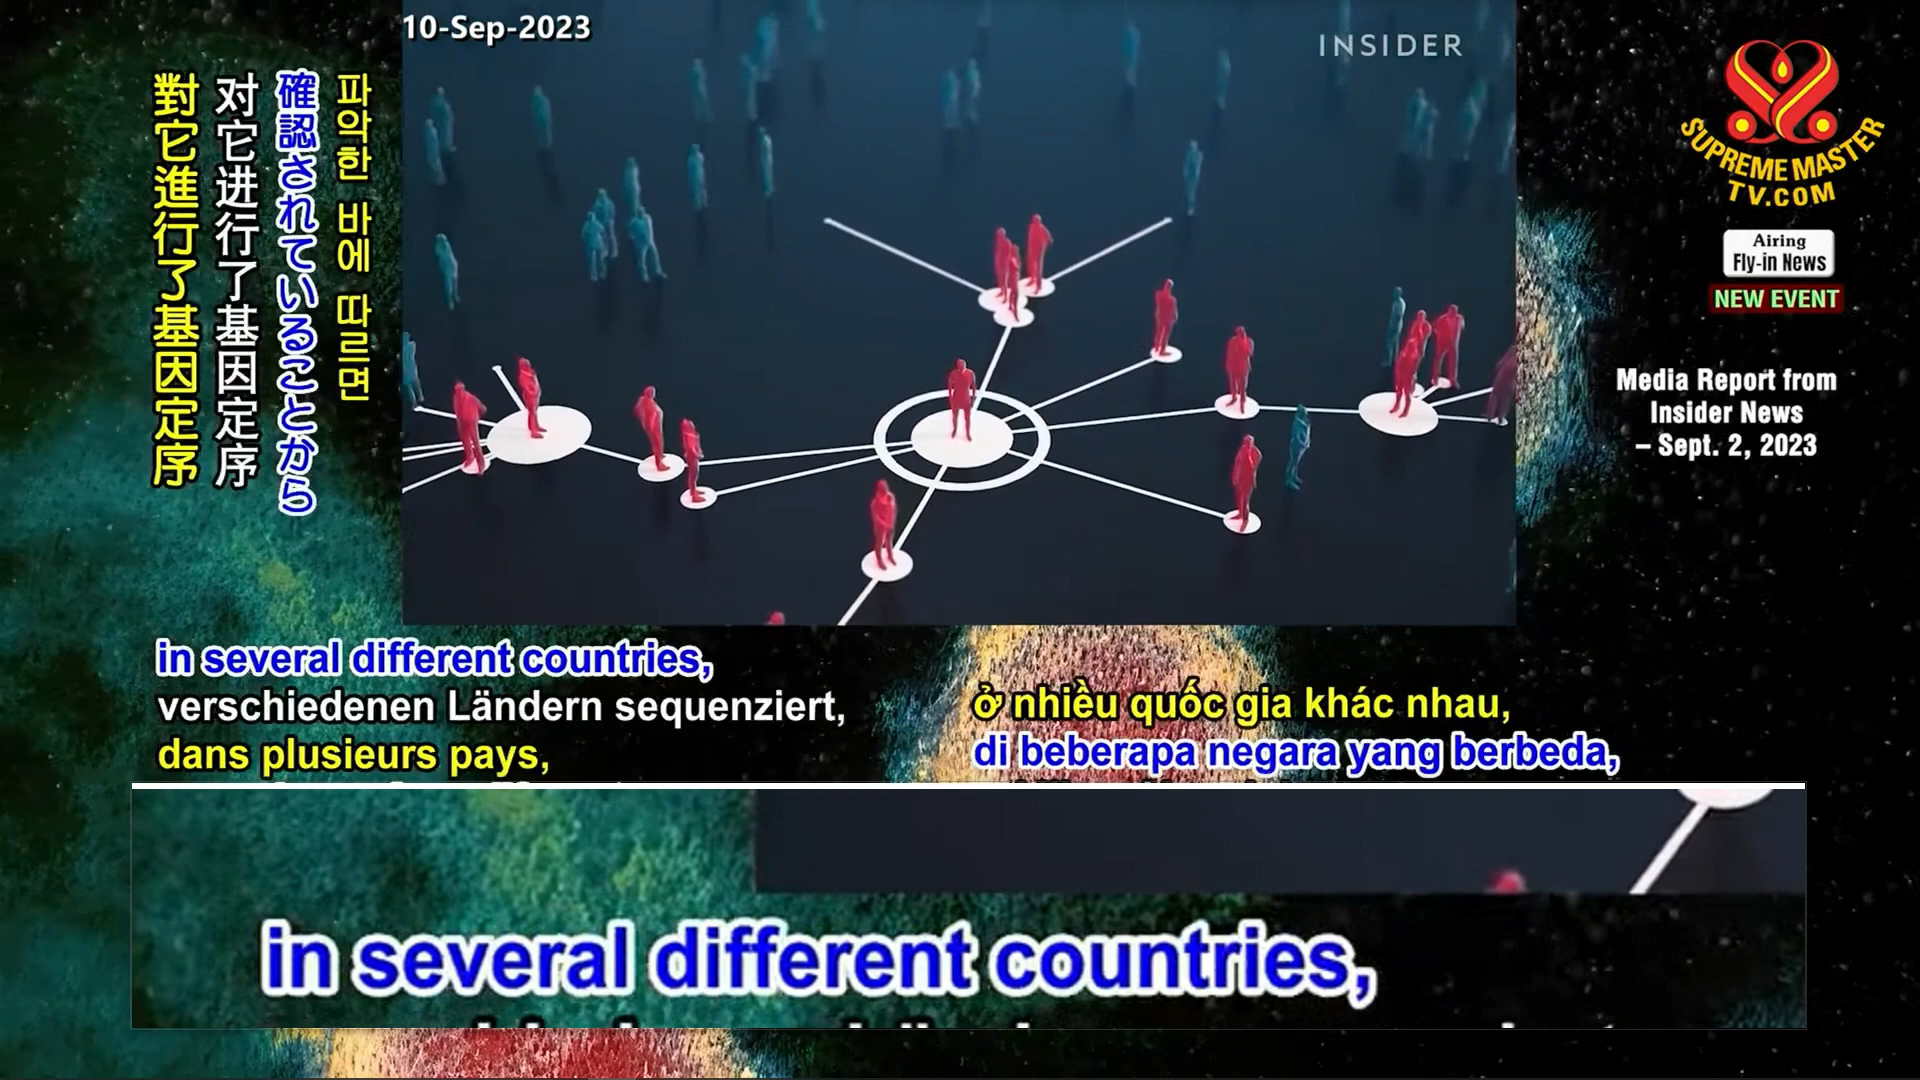 10-Sep-2023
INSIDER
SUPREME MASTER
TV.COM
Airing
Fly-in News
NEW EVENT
Media Report from
Insider News
– Sept. 2, 2023
파악한 바에 따르면
確認されていることから
对它进行了基因定序
對它進行了基因定序
in several different countries,
verschiedenen Ländern sequenziert,
dans plusieurs pays,
ở nhiều quốc gia khác nhau,
di beberapa negara yang berbeda,
in several different countries,